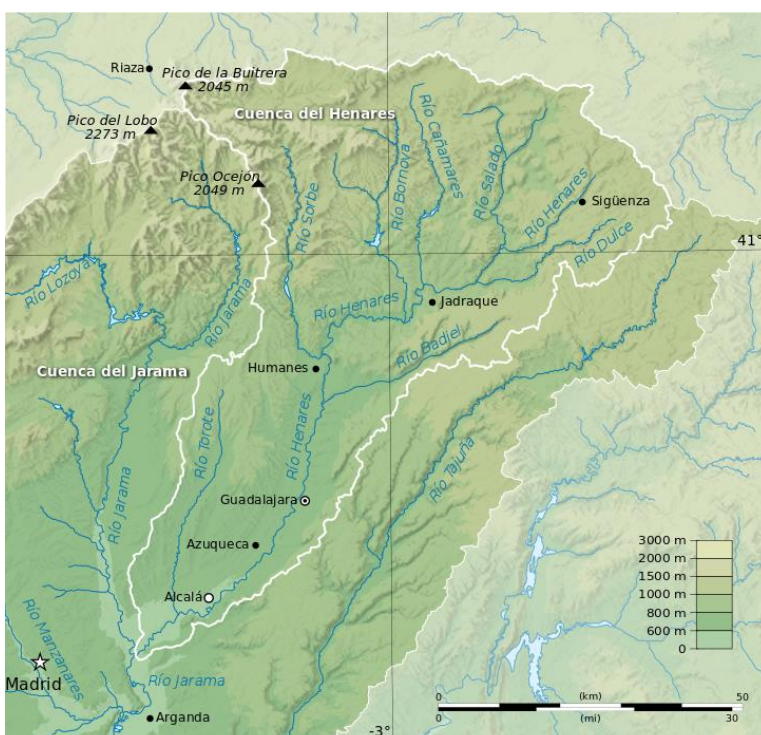 Riaza
Pico de la Buitrera
2045 m
Pico del Lobo
2273 m
Cuenca del Henares
Pico Ocejón
2049 m
Río Sorbe
Río Bornova
Río Cañamares
Río Salado
Río Henares
Sigüenza
Río Dulce
41°
Río Lozoya
Río Jarama
Río Henares
Jadraque
Río Badiel
Cuenca del Jarama
Humanes
Río Torote
Río Henares
Río Tajuña
Río Jarama
Guadalajara
Azuqueca
Alcalá
3000 m
2000 m
1500 m
1000 m
800 m
600 m
0
Río Manzanares
Madrid
Río Jarama
Arganda
-3°
(km)
0
50
0
30
(mi)